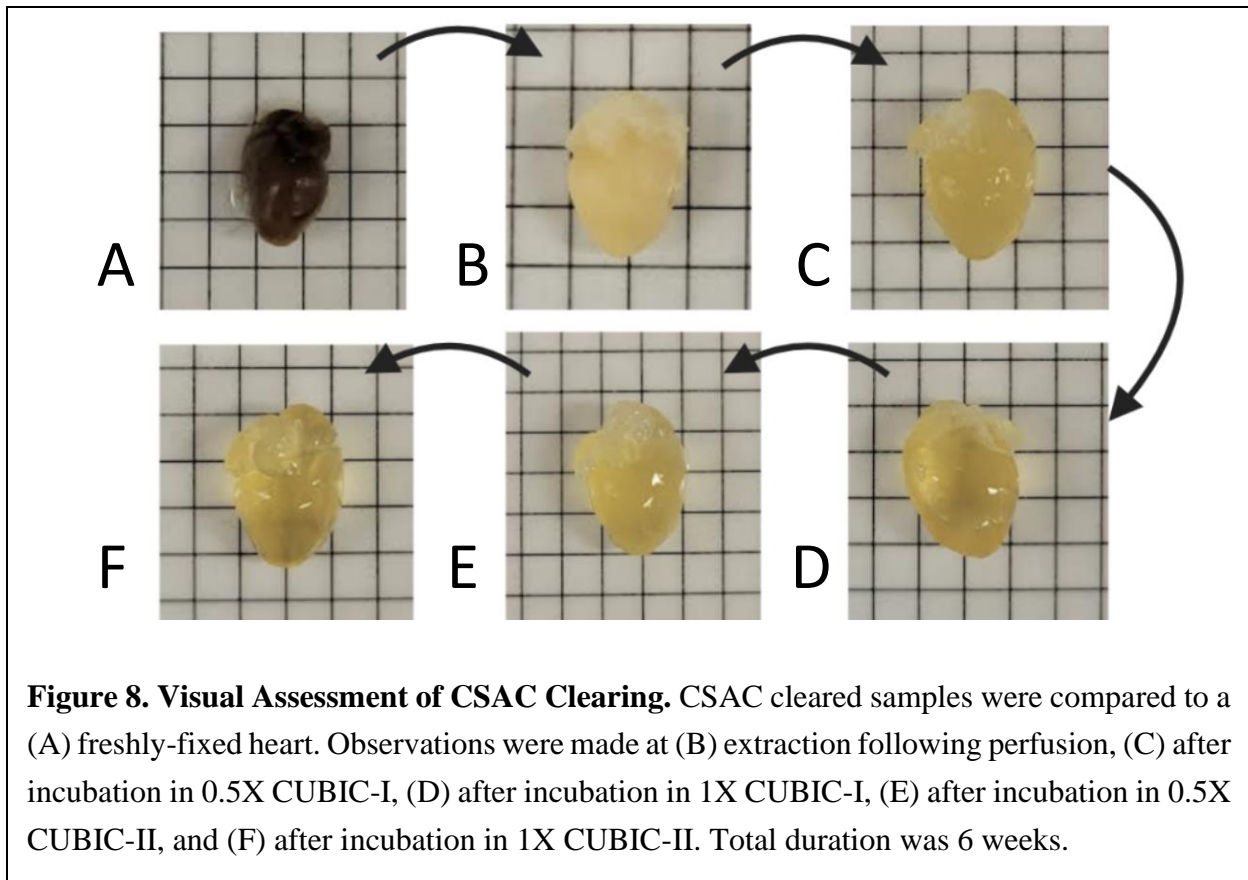 A
B
C
F
E
D
Figure 8. Visual Assessment of CSAC Clearing. CSAC cleared samples were compared to a
(A) freshly-fixed heart. Observations were made at (B) extraction following perfusion, (C) after
incubation in 0.5X CUBIC-I, (D) after incubation in 1X CUBIC-I, (E) after incubation in 0.5X
CUBIC-II, and (F) after incubation in 1X CUBIC-II. Total duration was 6 weeks.